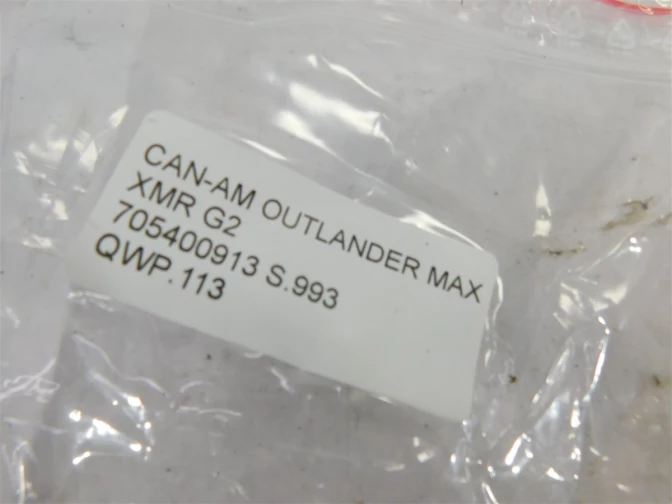 CAN-AM OUTLANDER MAX
XMR G2
705400913 S.993
QWP.113